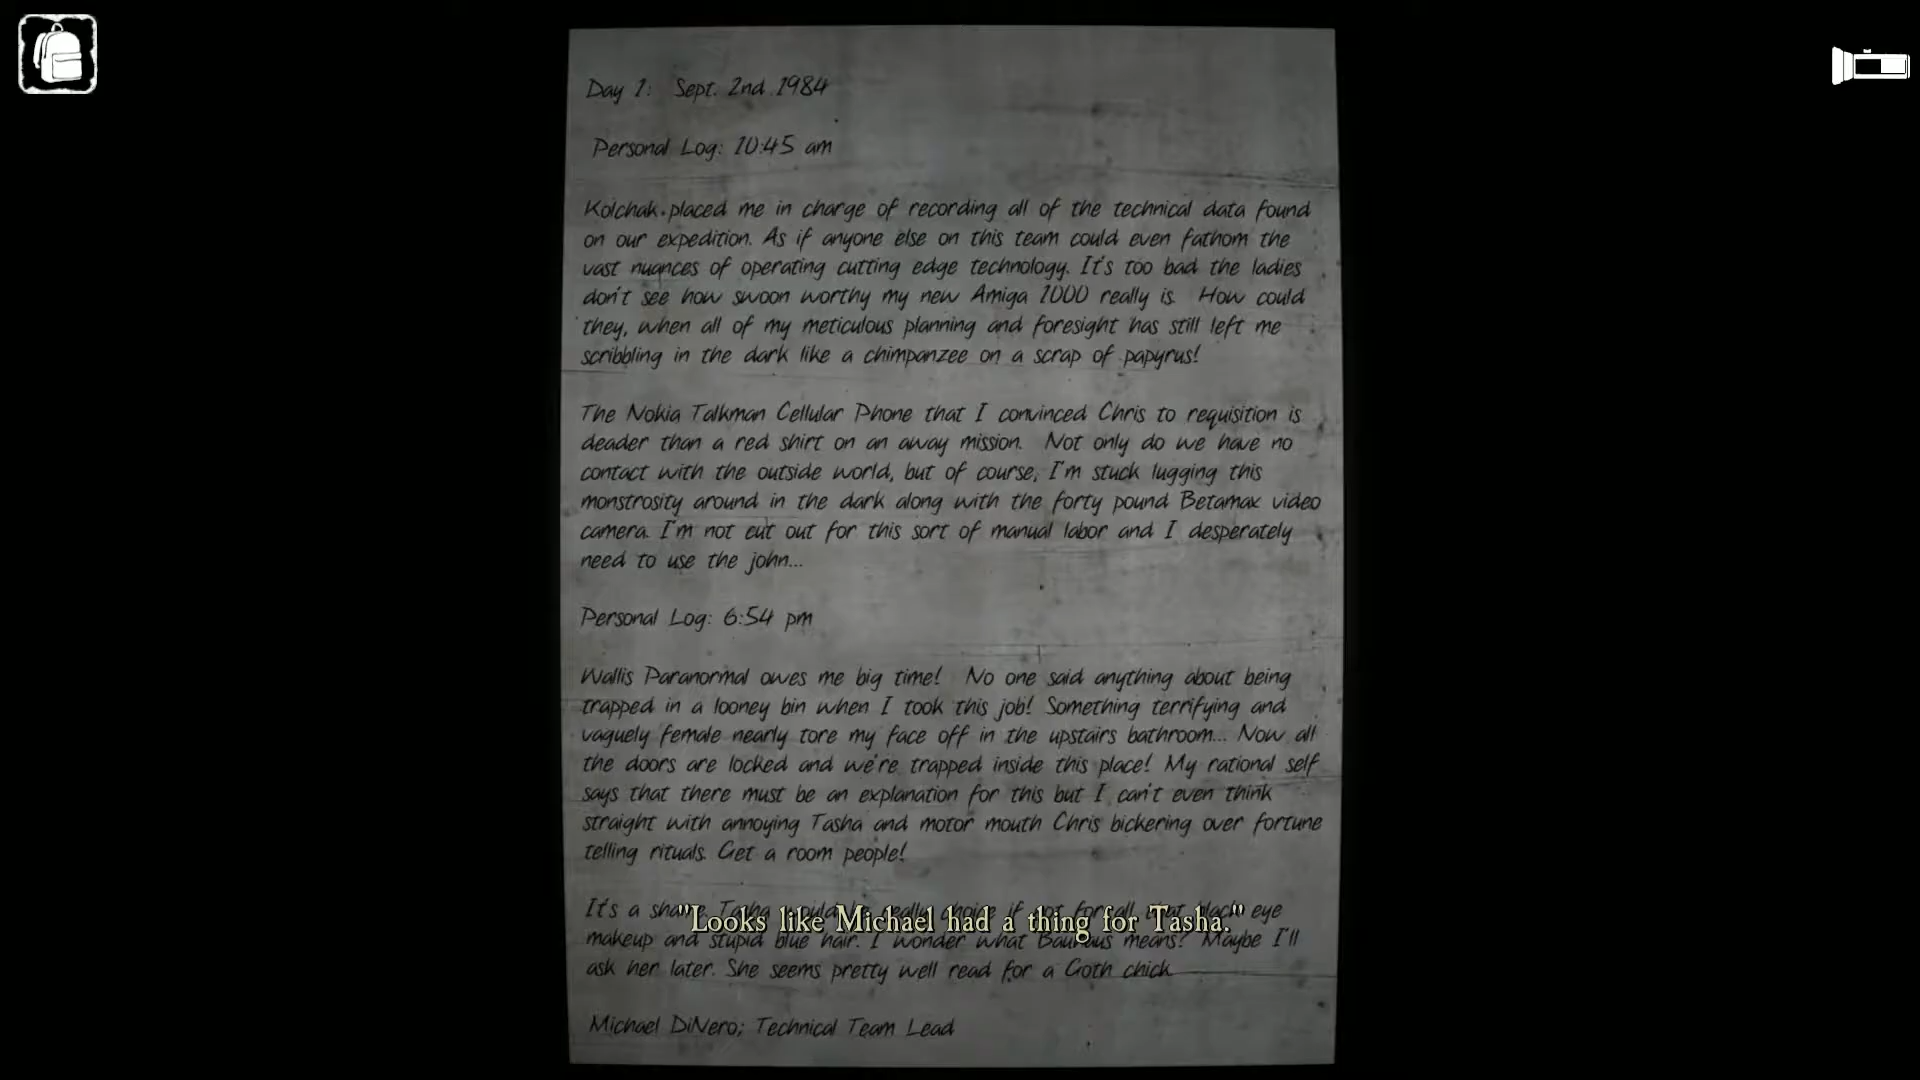 Day 1: Sept. 2nd 1984
Personal Log: 10:45 am
Kolchak placed me in charge of recording all of the technical data found
on our expedition. As if anyone else on this team could even fathom the
vast nuances of operating cutting edge technology. It's too bad the ladies
don't see how swoon worthy my new Amiga 1000 really is. How could
they, when all of my meticulous planning and foresight has still left me
scribbling in the dark like a chimpanzee on a scrap of papyrus!
The Nokia Talkman Cellular Phone that I convinced Chris to requisition is
deader than a red shirt on an away mission. Not only do we have no
contact with the outside world, but of course, I'm stuck lugging this
monstrosity around in the dark along with the forty pound Betamax video
camera. I'm not cut out for this sort of manual labor and I desperately
need to use the john...
Personal Log: 6:54 pm
Wallis Paranormal owes me big time! No one said anything about being
trapped in a looney bin when I took this job! Something terrifying and
vaguely female nearly tore my face off in the upstairs bathroom... Now all
the doors are locked and we're trapped inside this place! My rational self
says that there must be an explanation for this but I can't even think
straight with annoying Tasha and motor mouth Chris bickering over fortune
telling rituals. Get a room people!
It's a shame. Tasha would be really choice if not for all that black eye
"Looks like Michael had a thing for Tasha."
makeup and stupid blue hair. I wonder what Bauhaus means? Maybe I'll
ask her later. She seems pretty well read for a Goth chick
Michael DiNero; Technical Team Lead